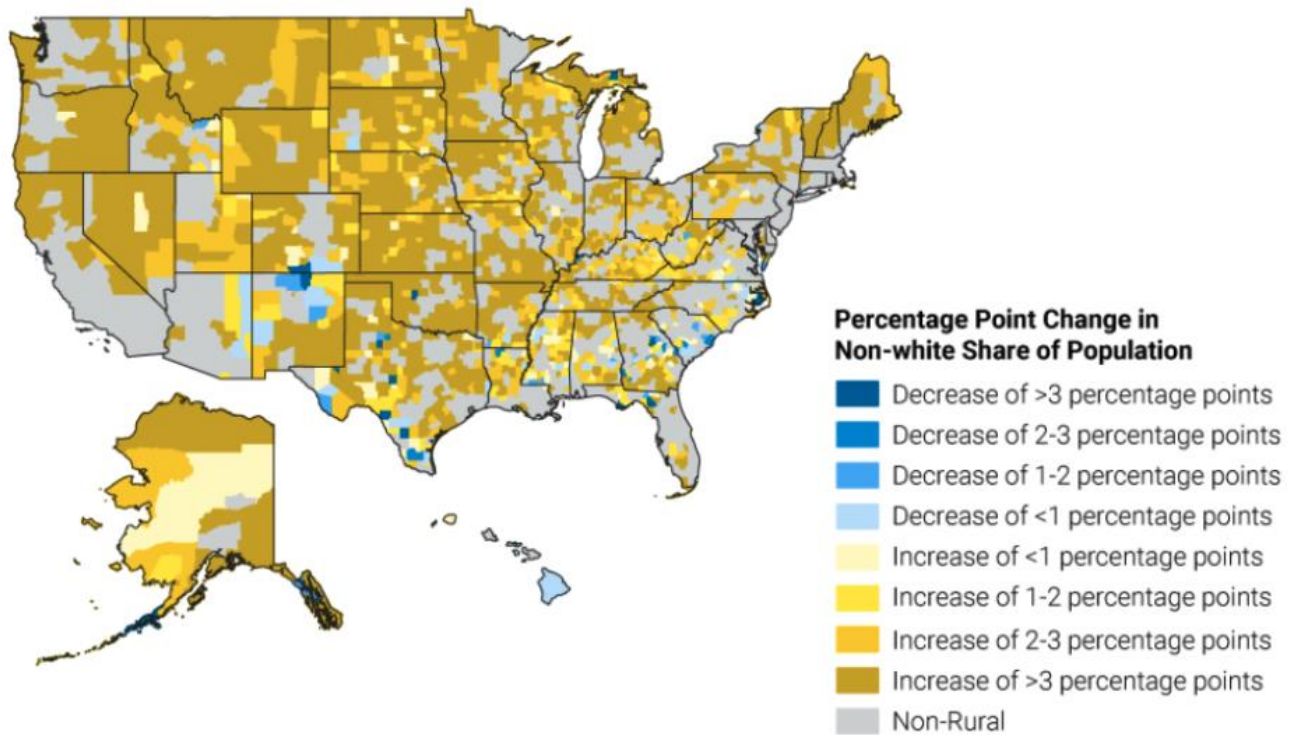 Percentage Point Change in
Non-white Share of Population
Decrease of >3 percentage points
Decrease of 2-3 percentage points
Decrease of 1-2 percentage points
Decrease of <1 percentage points
Increase of <1 percentage points
Increase of 1-2 percentage points
Increase of 2-3 percentage points
Increase of >3 percentage points
Non-Rural